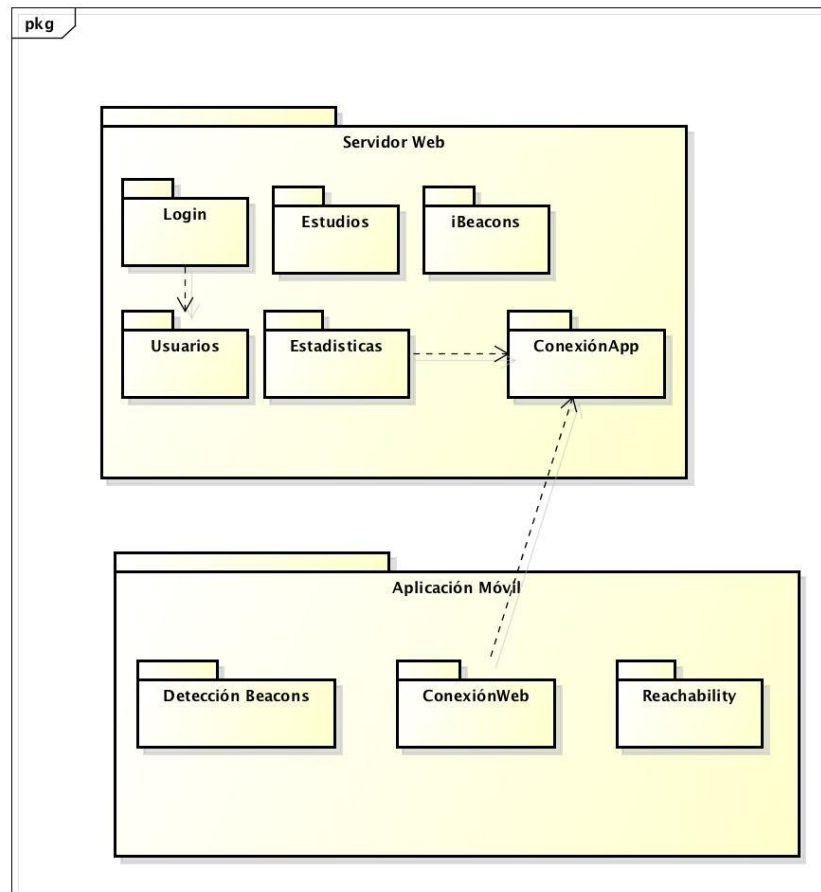 pkg
Servidor Web
Login
Estudios
iBeacons
Usuarios
Estadisticas
ConexiónApp
Aplicación Móvil
Detección Beacons
ConexiónWeb
Reachability